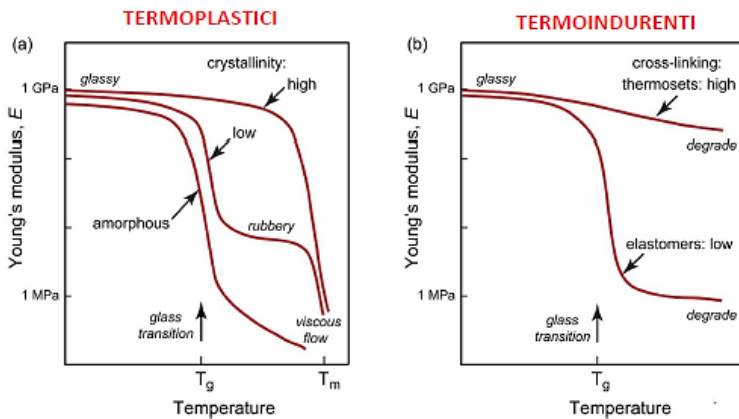 TERMOPLASTICI
(a)
crystallinity:
glassy
high
1 GPa
low
Young's modulus, E
amorphous
rubbery
1 MPa
glass
transition
viscous
flow
Tg
Tm
Temperature
TERMOINDURENTI
(b)
cross-linking:
glassy
thermosets: high
1 GPa
degrade
Young's modulus, E
elastomers: low
1 MPa
glass
transition
degrade
Tg
Temperature